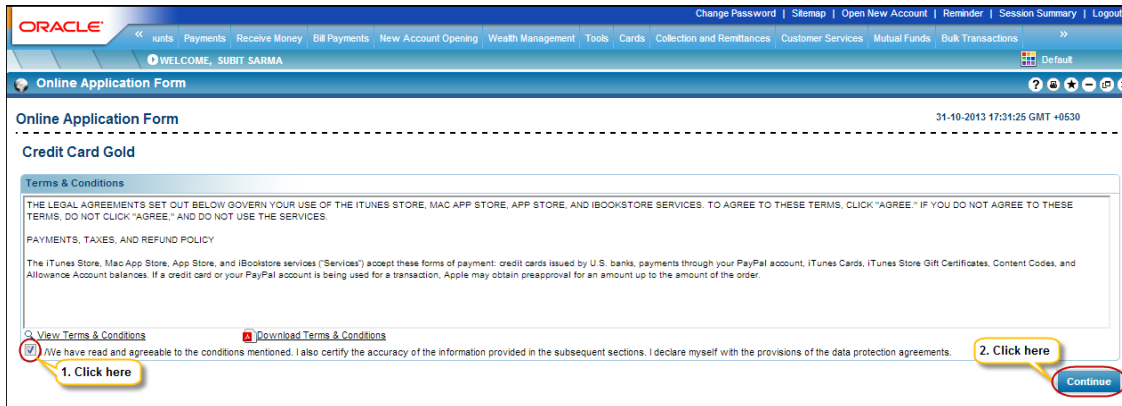 Change Password | Sitemap | Open New Account | Reminder | Session Summary | Logout
ORACLE
« unts Payments Receive Money Bill Payments New Account Opening Wealth Management Tools Cards Collection and Remittances Customer Services Mutual Funds Bulk Transactions »
WELCOME, SUBIT SARMA Default
Online Application Form
Online Application Form 31-10-2013 17:31:25 GMT +0530
Credit Card Gold
Terms & Conditions
THE LEGAL AGREEMENTS SET OUT BELOW GOVERN YOUR USE OF THE ITUNES STORE, MAC APP STORE, APP STORE, AND IBOOKSTORE SERVICES. TO AGREE TO THESE TERMS, CLICK "AGREE." IF YOU DO NOT AGREE TO THESE
TERMS, DO NOT CLICK "AGREE," AND DO NOT USE THE SERVICES.
PAYMENTS, TAXES, AND REFUND POLICY
The iTunes Store, Mac App Store, App Store, and iBookstore services ("Services") accept these forms of payment: credit cards issued by U.S. banks, payments through your PayPal account, iTunes Cards, iTunes Store Gift Certificates, Content Codes, and
Allowance Account balances. If a credit card or your PayPal account is being used for a transaction, Apple may obtain preapproval for an amount up to the amount of the order.
View Terms & Conditions Download Terms & Conditions
I /We have read and agreeable to the conditions mentioned. I also certify the accuracy of the information provided in the subsequent sections. I declare myself with the provisions of the data protection agreements.
2. Click here
1. Click here
Continue